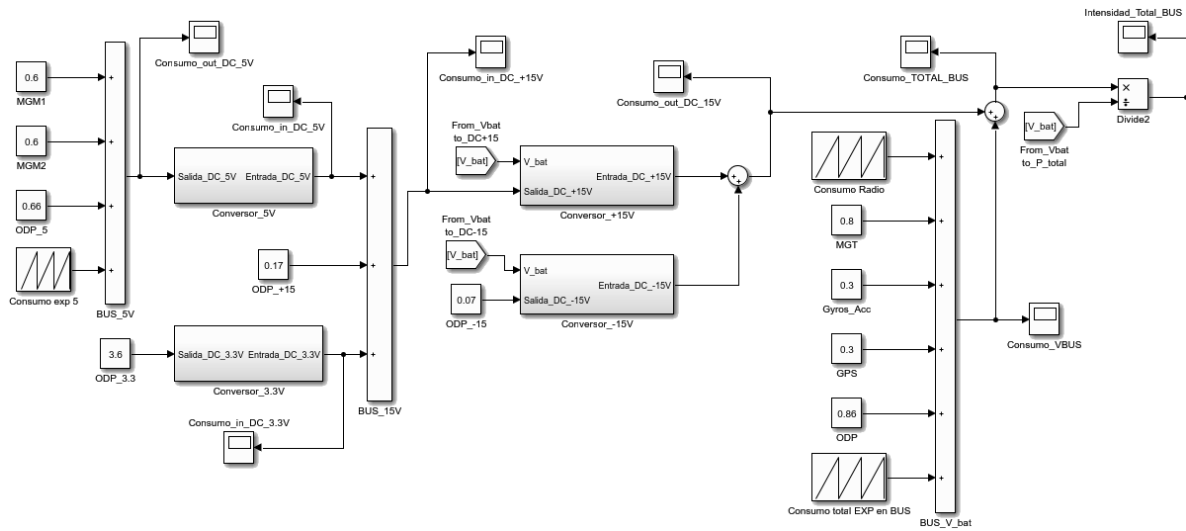 Intensidad_Total_BUS
Consumo_out_DC_5V
Consumo_in_DC_+15V
Consumo_TOTAL_BUS
0.6
MGM1
Consumo_in_DC_5V
Consumo_out_DC_15V
×
÷
Divide2
[V_bat]
From_Vbat
to_P_total
0.6
MGM2
+
+
+
+
BUS_5V
Salida_DC_5V
Entrada_DC_5V
Conversor_5V
From_Vbat
to_DC+15
[V_bat]
V_bat
Salida_DC_+15V
Entrada_DC_+15V
Conversor_+15V
+
+
+
+
Consumo Radio
0.66
ODP_5
Consumo exp 5
0.17
ODP_+15
+
+
+
BUS_15V
From_Vbat
to_DC-15
[V_bat]
0.07
ODP_-15
V_bat
Salida_DC_-15V
Entrada_DC_-15V
Conversor_-15V
0.8
MGT
0.3
Gyros_Acc
0.3
GPS
0.86
ODP
Consumo total EXP en BUS
+
+
+
+
+
+
BUS_V_bat
Consumo_VBUS
3.6
ODP_3.3
Salida_DC_3.3V
Entrada_DC_3.3V
Conversor_3.3V
Consumo_in_DC_3.3V